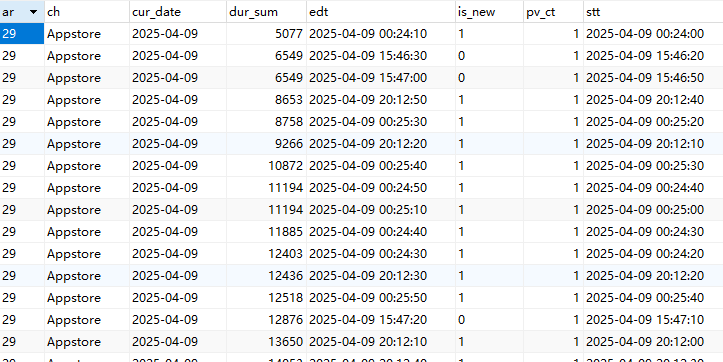 ar ch cur_date dur_sum edt is_new pv_ct stt
29 Appstore 2025-04-09 5077 2025-04-09 00:24:10 1 1 2025-04-09 00:24:00
29 Appstore 2025-04-09 6549 2025-04-09 15:46:30 0 1 2025-04-09 15:46:20
29 Appstore 2025-04-09 6549 2025-04-09 15:47:00 0 1 2025-04-09 15:46:50
29 Appstore 2025-04-09 8653 2025-04-09 20:12:50 1 1 2025-04-09 20:12:40
29 Appstore 2025-04-09 8758 2025-04-09 00:25:30 1 1 2025-04-09 00:25:20
29 Appstore 2025-04-09 9266 2025-04-09 20:12:20 1 1 2025-04-09 20:12:10
29 Appstore 2025-04-09 10872 2025-04-09 00:25:40 1 1 2025-04-09 00:25:30
29 Appstore 2025-04-09 11194 2025-04-09 00:24:50 1 1 2025-04-09 00:24:40
29 Appstore 2025-04-09 11194 2025-04-09 00:25:10 1 1 2025-04-09 00:25:00
29 Appstore 2025-04-09 11885 2025-04-09 00:24:40 1 1 2025-04-09 00:24:30
29 Appstore 2025-04-09 12403 2025-04-09 00:24:30 1 1 2025-04-09 00:24:20
29 Appstore 2025-04-09 12436 2025-04-09 20:12:30 1 1 2025-04-09 20:12:20
29 Appstore 2025-04-09 12518 2025-04-09 00:25:50 1 1 2025-04-09 00:25:40
29 Appstore 2025-04-09 12876 2025-04-09 15:47:20 0 1 2025-04-09 15:47:10
29 Appstore 2025-04-09 13650 2025-04-09 20:12:10 1 1 2025-04-09 20:12:00